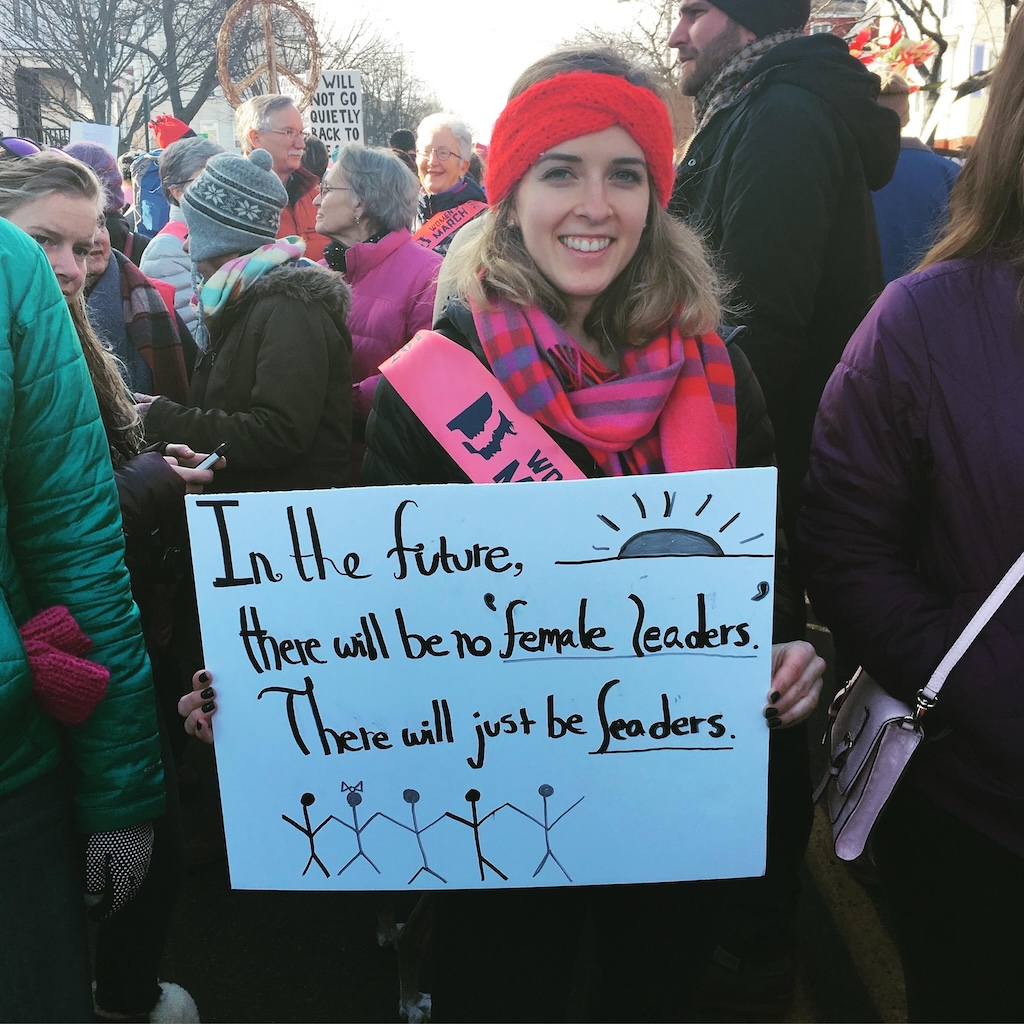 WILL
NOT GO
QUIETLY
BACK TO
WOMEN
MARCH
WO
M
In the future,
there will be no 'female leaders.'
There will just be leaders.